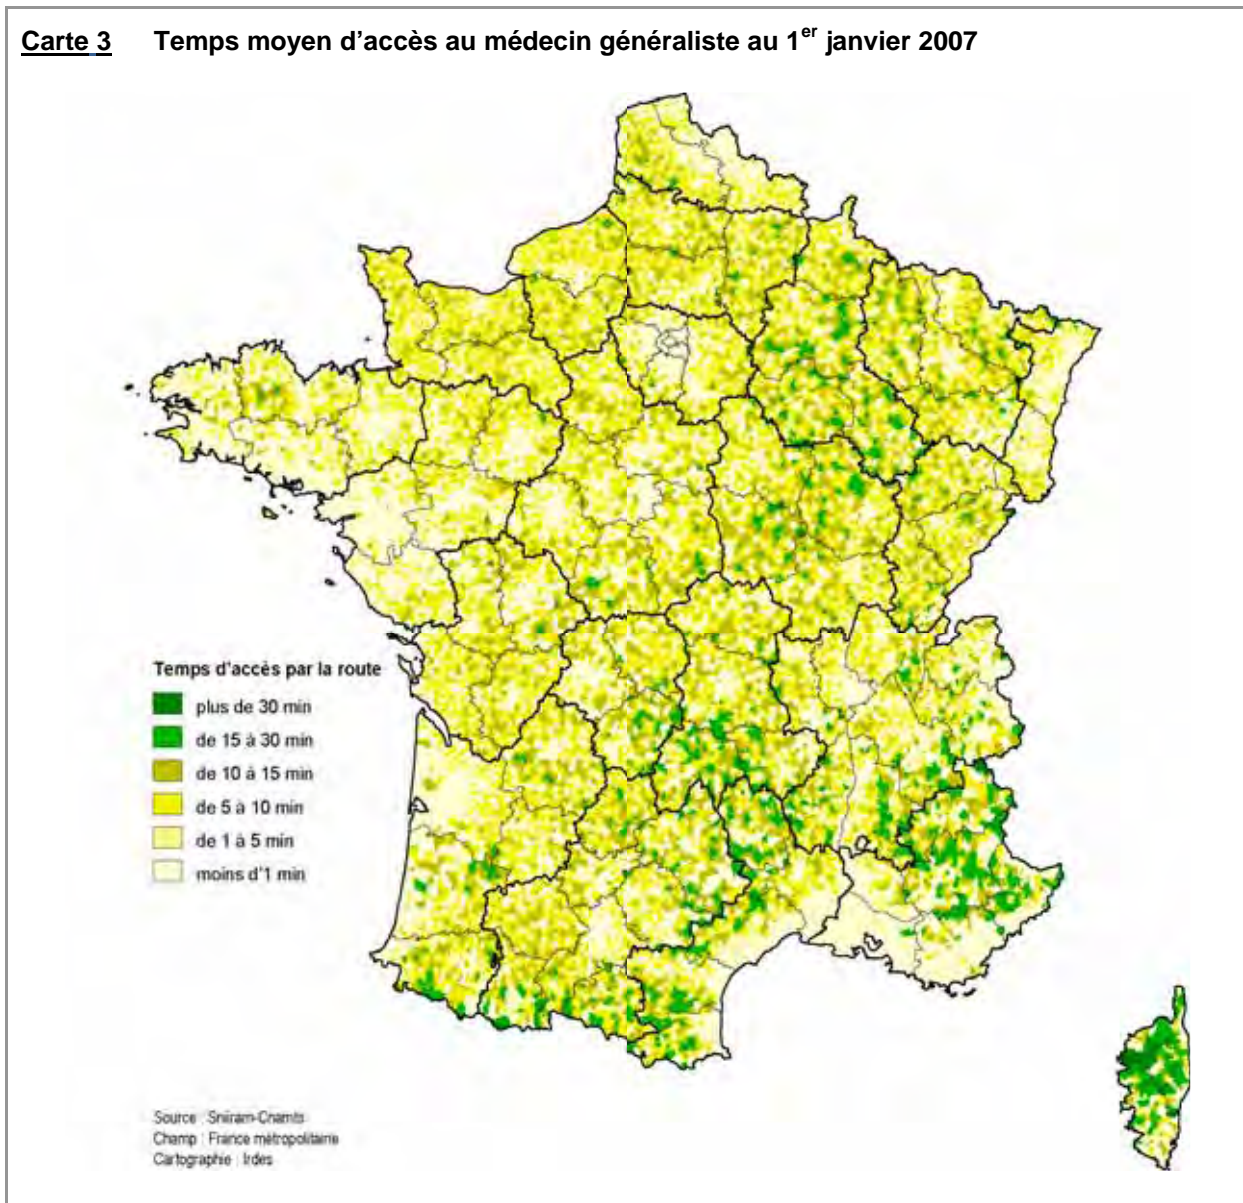 Carte 3 Temps moyen d'accès au médecin généraliste au 1er janvier 2007
Temps d'accès par la route
plus de 30 min
de 15 à 30 min
de 10 à 15 min
de 5 à 10 min
de 1 à 5 min
moins d'1 min
Source : Sniiram-Cnamts
Champ : France métropolitaine
Cartographie : Irdes